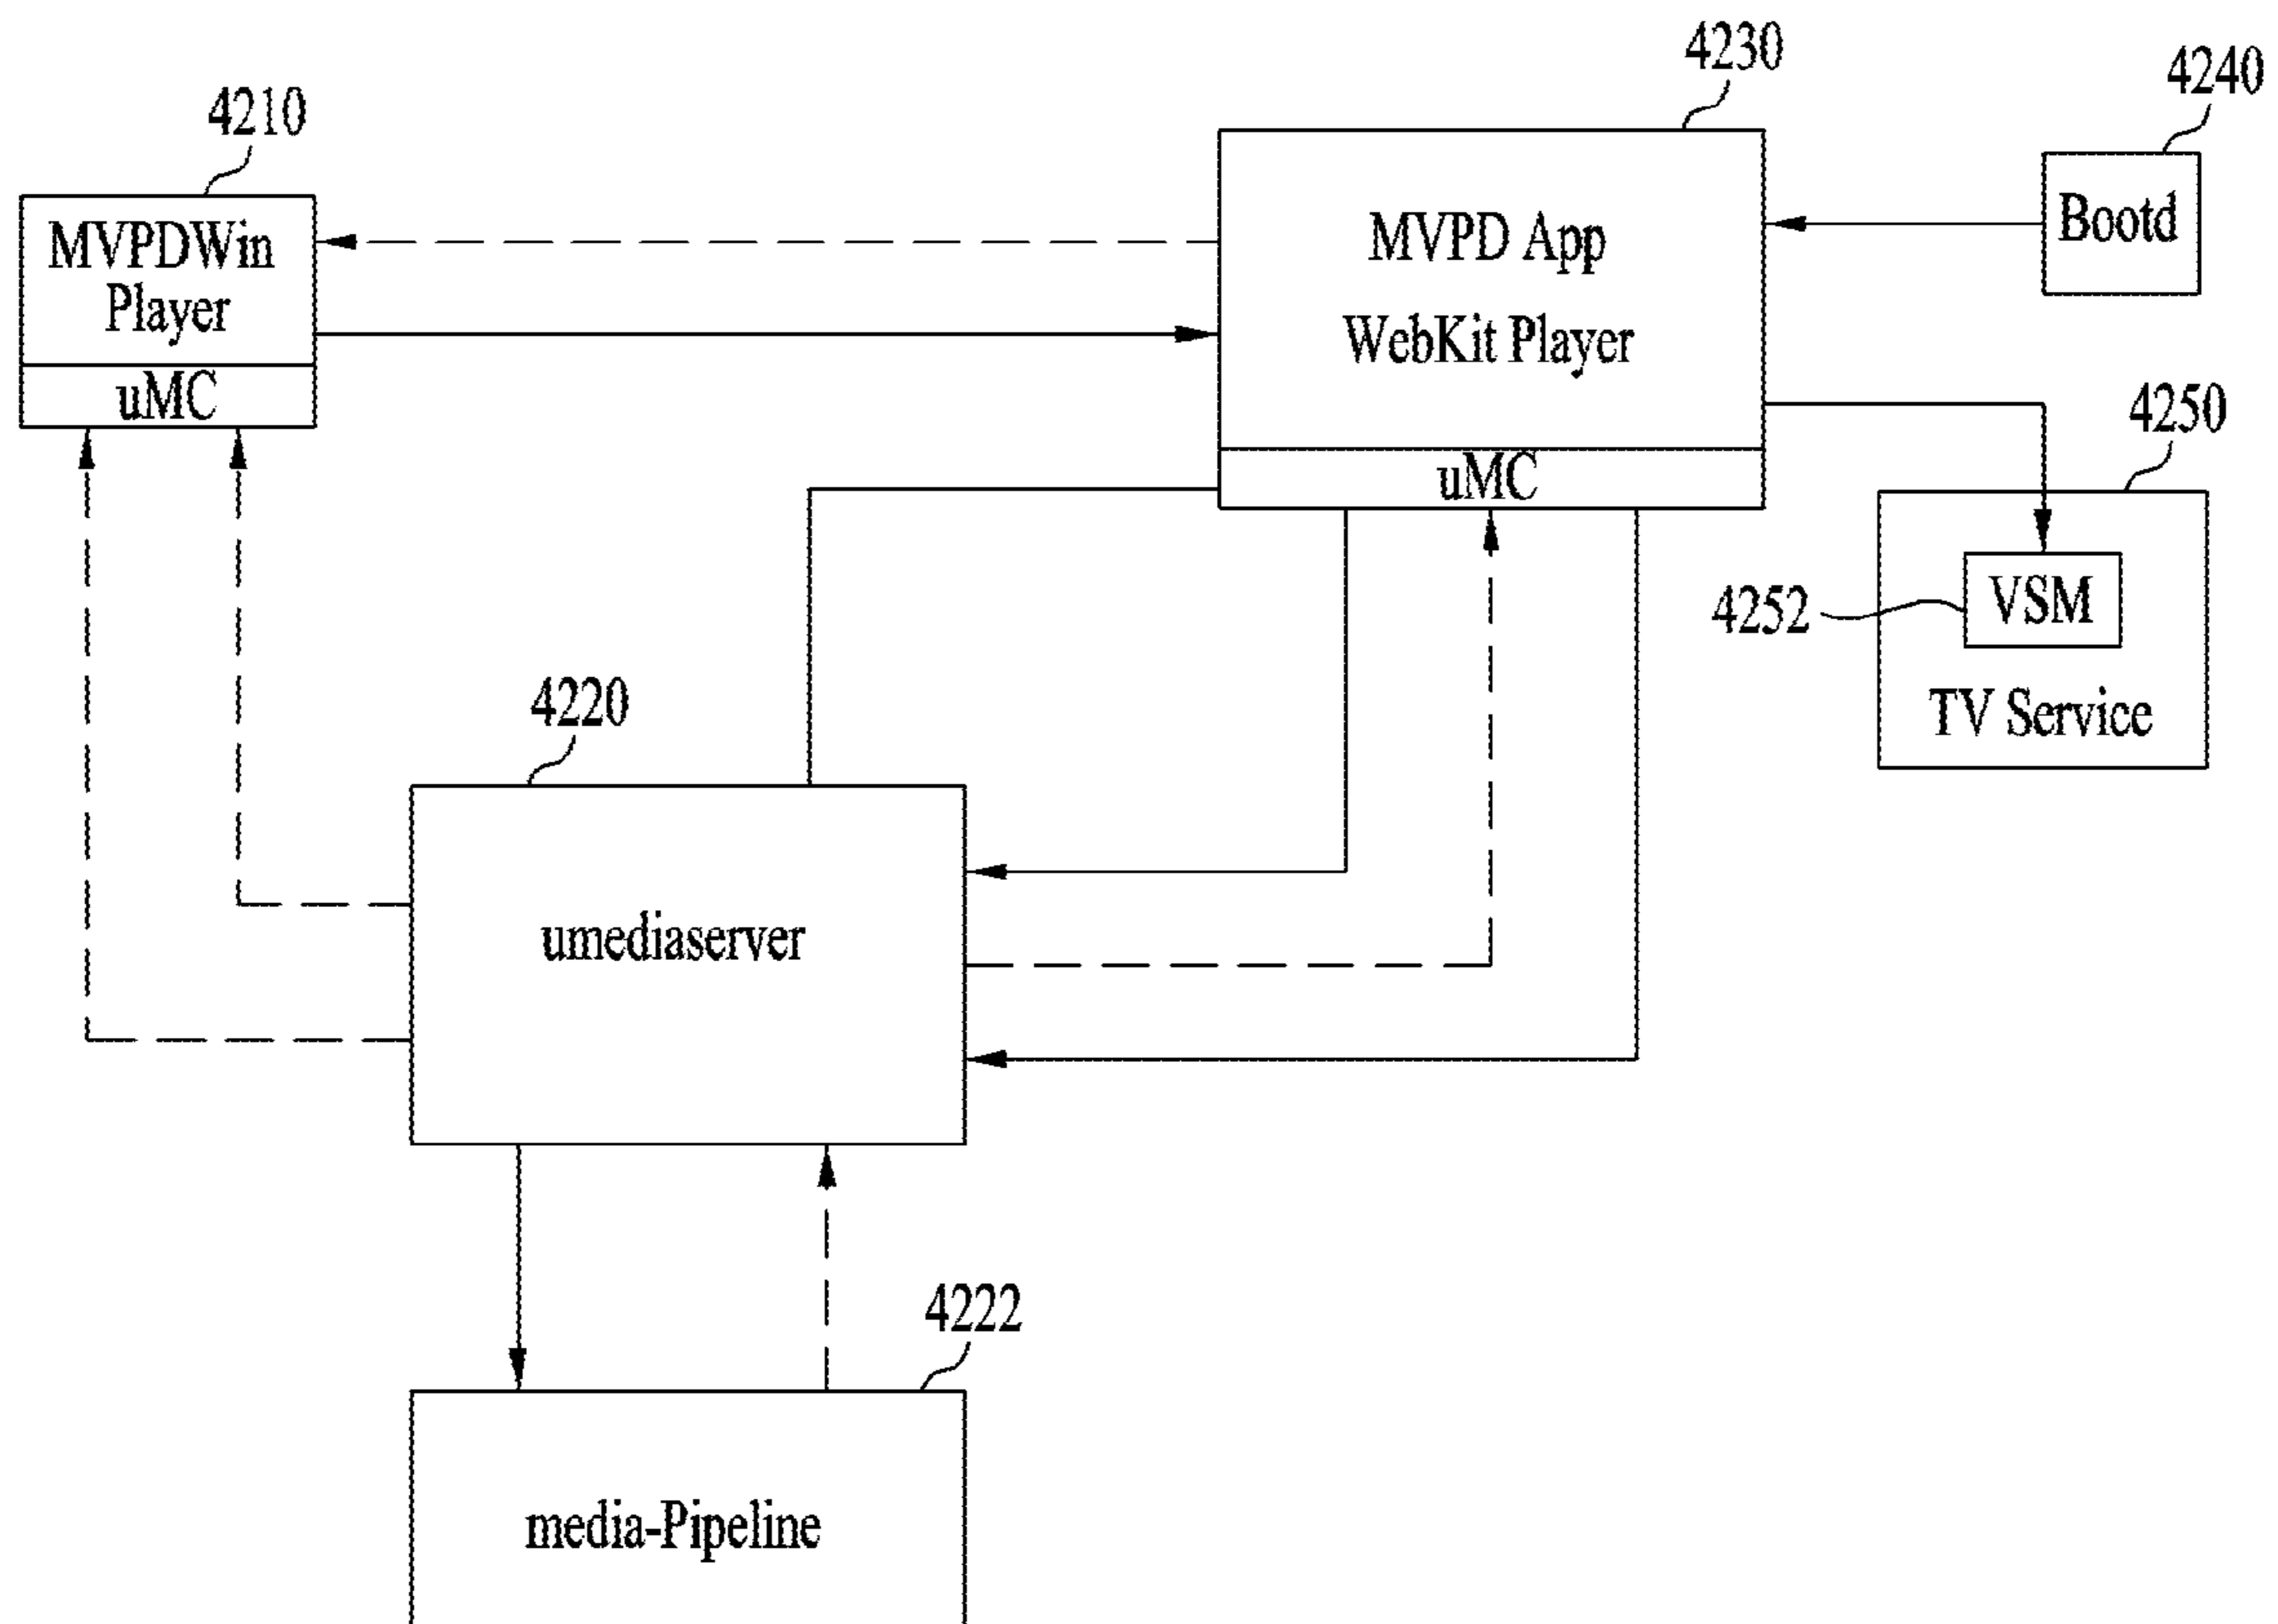 4230
4240
4210
MVPDWin
Player
uMC
MVPD App
WebKit Player
uMC
Bootd
4250
4252
VSM
TV Service
4220
umediaserver
4222
media-Pipeline